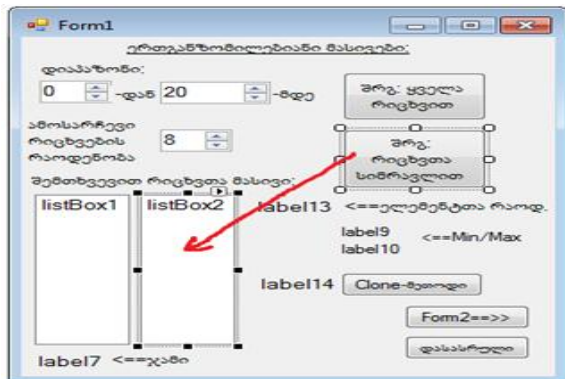 Form1
ერთგანზომილებიანი მასივები:
დიაპაზონი:
0 -დან 20 -მდე
შრგ: ყველა რიცხვით
ამოსარჩევი რიცხვების რაოდენობა
8
შრგ: რიცხვთა სიმრავლით
შემთხვევით რიცხვთა მასივი:
listBox1 listBox2 label13 <==ელემენტთა რაოდ.
label9
label10 <==Min/Max
label14 Clone-მეთოდი
Form2==>>
label7 <==ჯამი
დასასრული